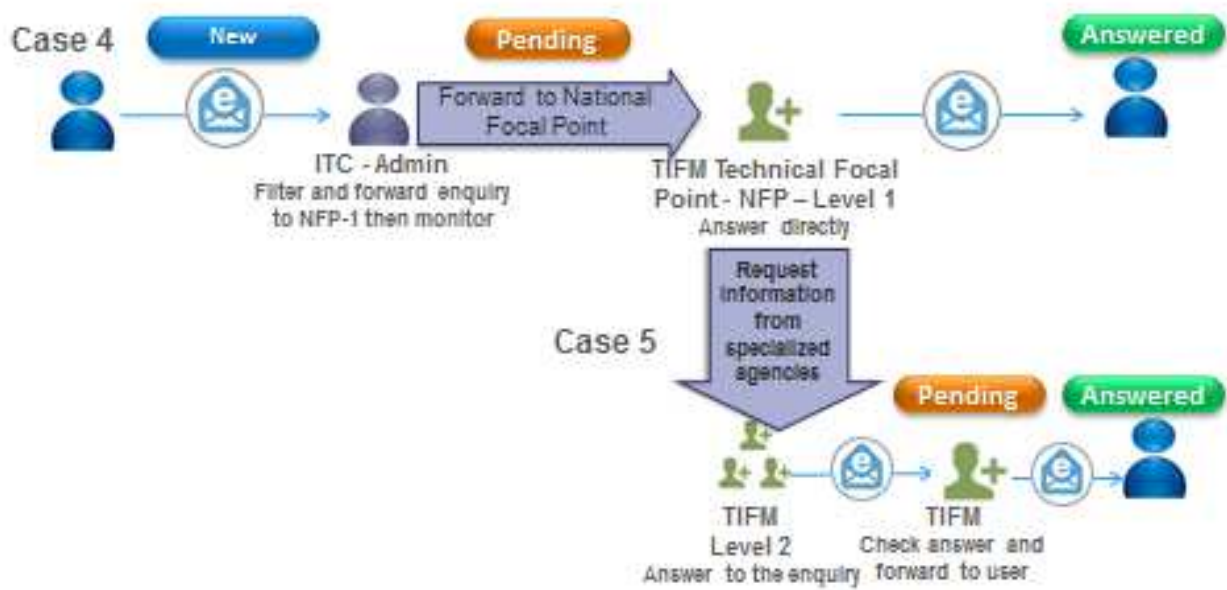 Case 4
New
Pending
Answered
Forward to National
Focal Point
ITC - Admin
Filter and forward enquiry
to NFP-1 then monitor
TIFM Technical Focal
Point - NFP – Level 1
Answer directly
Request
information
from
specialized
agencies
Case 5
Pending
Answered
TIFM
Level 2
Answer to the enquiry
TIFM
Check answer and
forward to user